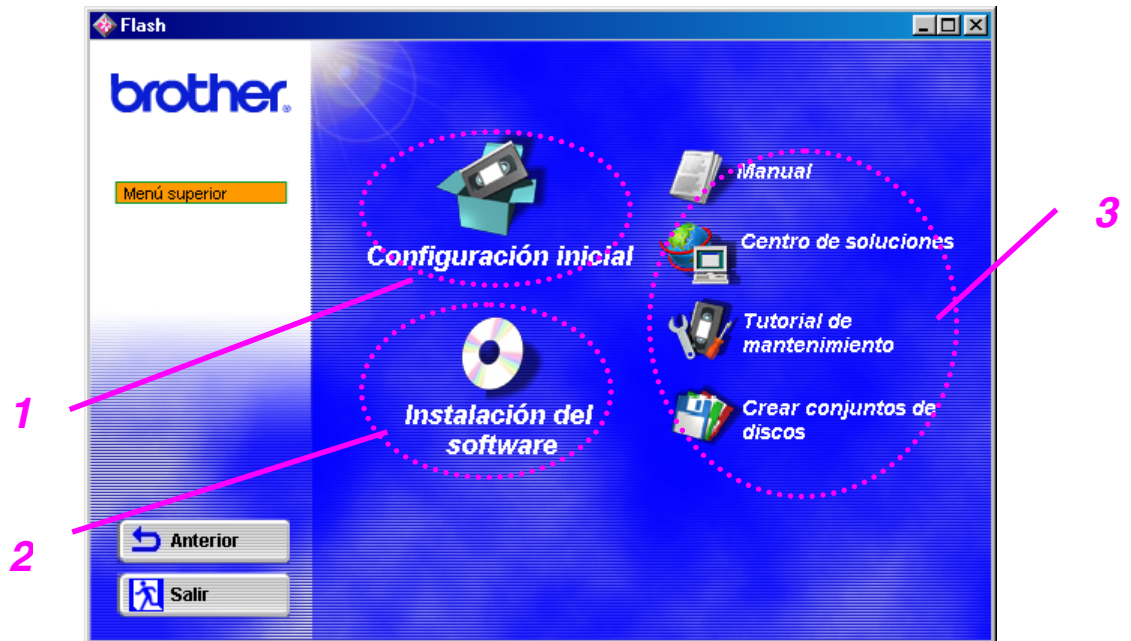 Flash
brother®
Menú superior
Configuración inicial
Instalación del
software
Manual
Centro de soluciones
Tutorial de
mantenimiento
Crear conjuntos de
discos
Anterior
Salir
1
2
3